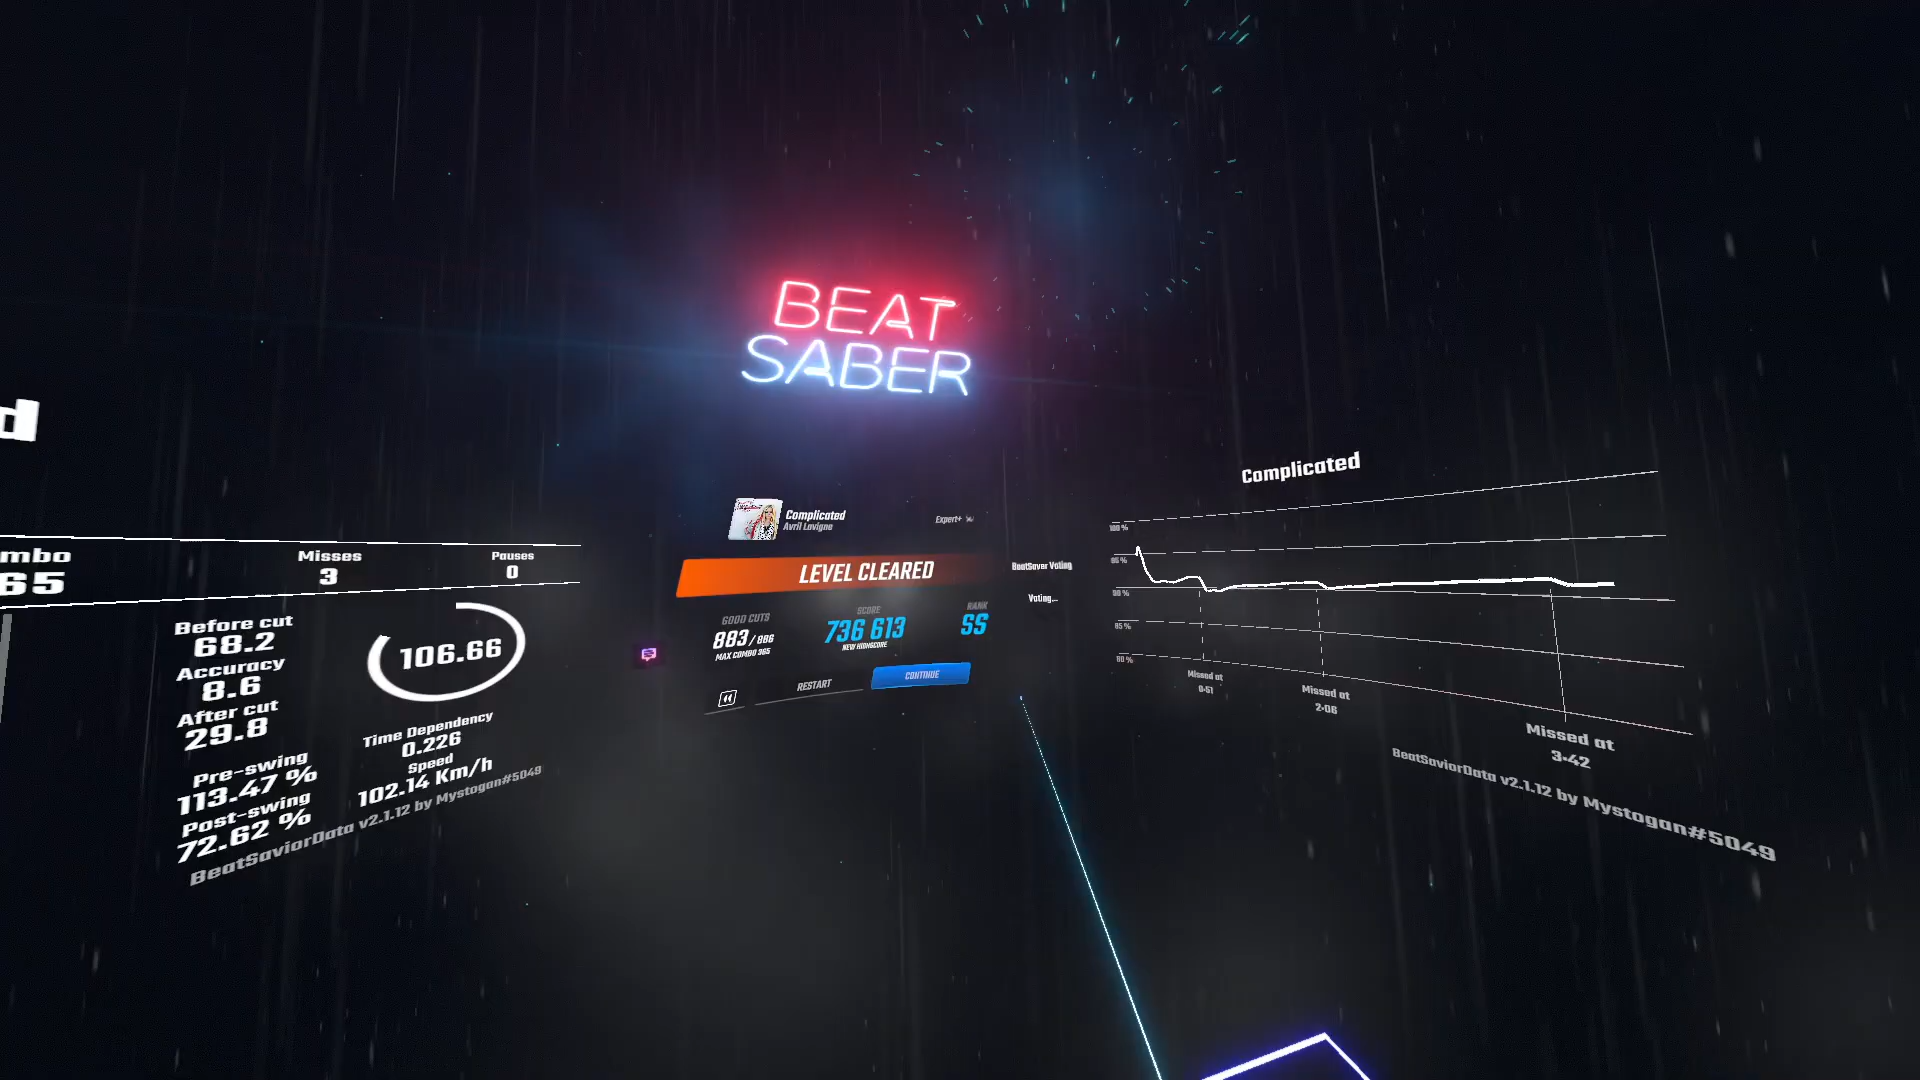 BEAT
SABER
d
mbo
65
Misses
3
Pauses
0
Before cut
68.2
Accuracy
8.6
After cut
29.8
106.66
Time Dependency
0.226
Speed
102.14 Km/h
Pre-swing
113.47 %
Post-swing
72.62 %
BeatSaviorData v2.1.12 by Mystogan#5049
Complicated
Avril Lavigne
Expert+
LEVEL CLEARED
GOOD CUTS
883 / 886
MAX COMBO 365
SCORE
736 613
NEW HIGHSCORE
RANK
SS
RESTART
CONTINUE
BeatSaver Voting
Voting...
Complicated
100 %
95 %
90 %
85 %
80 %
Missed at
0:51
Missed at
2:06
Missed at
3:42
BeatSaviorData v2.1.12 by Mystogan#5049